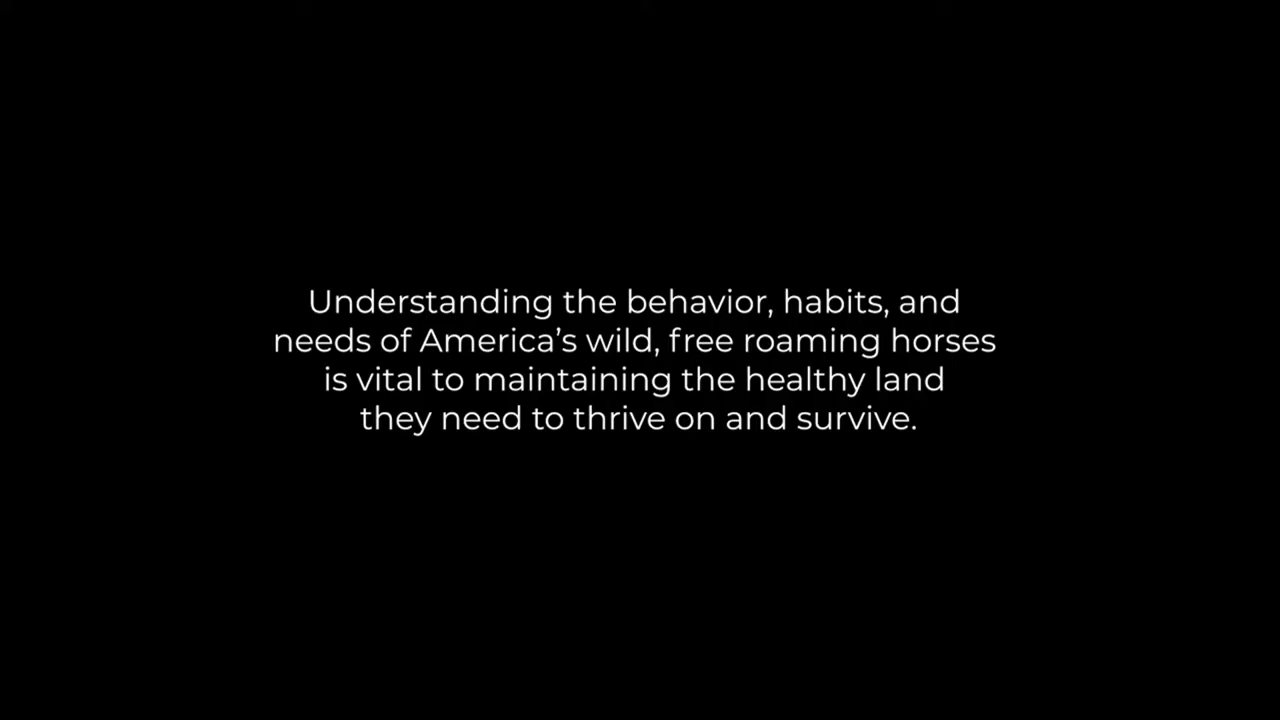 Understanding the behavior, habits, and
needs of America’s wild, free roaming horses
is vital to maintaining the healthy land
they need to thrive on and survive.